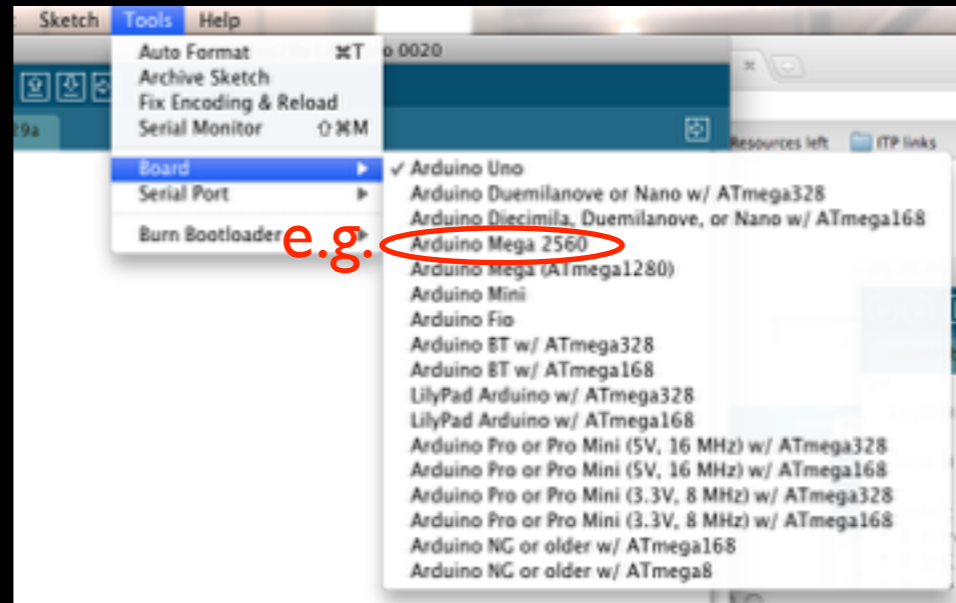 Sketch Tools Help
Auto Format ⌘T
o 0020
Archive Sketch
Fix Encoding & Reload
Serial Monitor ⇧⌘M
29a
Resources left ITP links
Board
Serial Port
Burn Bootloader
e.g.
✓ Arduino Uno
Arduino Duemilanove or Nano w/ ATmega328
Arduino Diecimila, Duemilanove, or Nano w/ ATmega168
Arduino Mega 2560
Arduino Mega (ATmega1280)
Arduino Mini
Arduino Fio
Arduino BT w/ ATmega328
Arduino BT w/ ATmega168
LilyPad Arduino w/ ATmega328
LilyPad Arduino w/ ATmega168
Arduino Pro or Pro Mini (5V, 16 MHz) w/ ATmega328
Arduino Pro or Pro Mini (5V, 16 MHz) w/ ATmega168
Arduino Pro or Pro Mini (3.3V, 8 MHz) w/ ATmega328
Arduino Pro or Pro Mini (3.3V, 8 MHz) w/ ATmega168
Arduino NG or older w/ ATmega168
Arduino NG or older w/ ATmega8